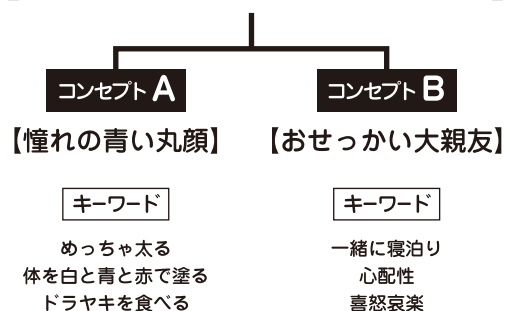 コンセプト A
【憧れの青い丸顔】
キーワード
めっちゃ太る
体を白と青と赤で塗る
ドラヤキを食べる
コンセプト B
【おせっかい大親友】
キーワード
一緒に寝泊り
心配性
喜怒哀楽